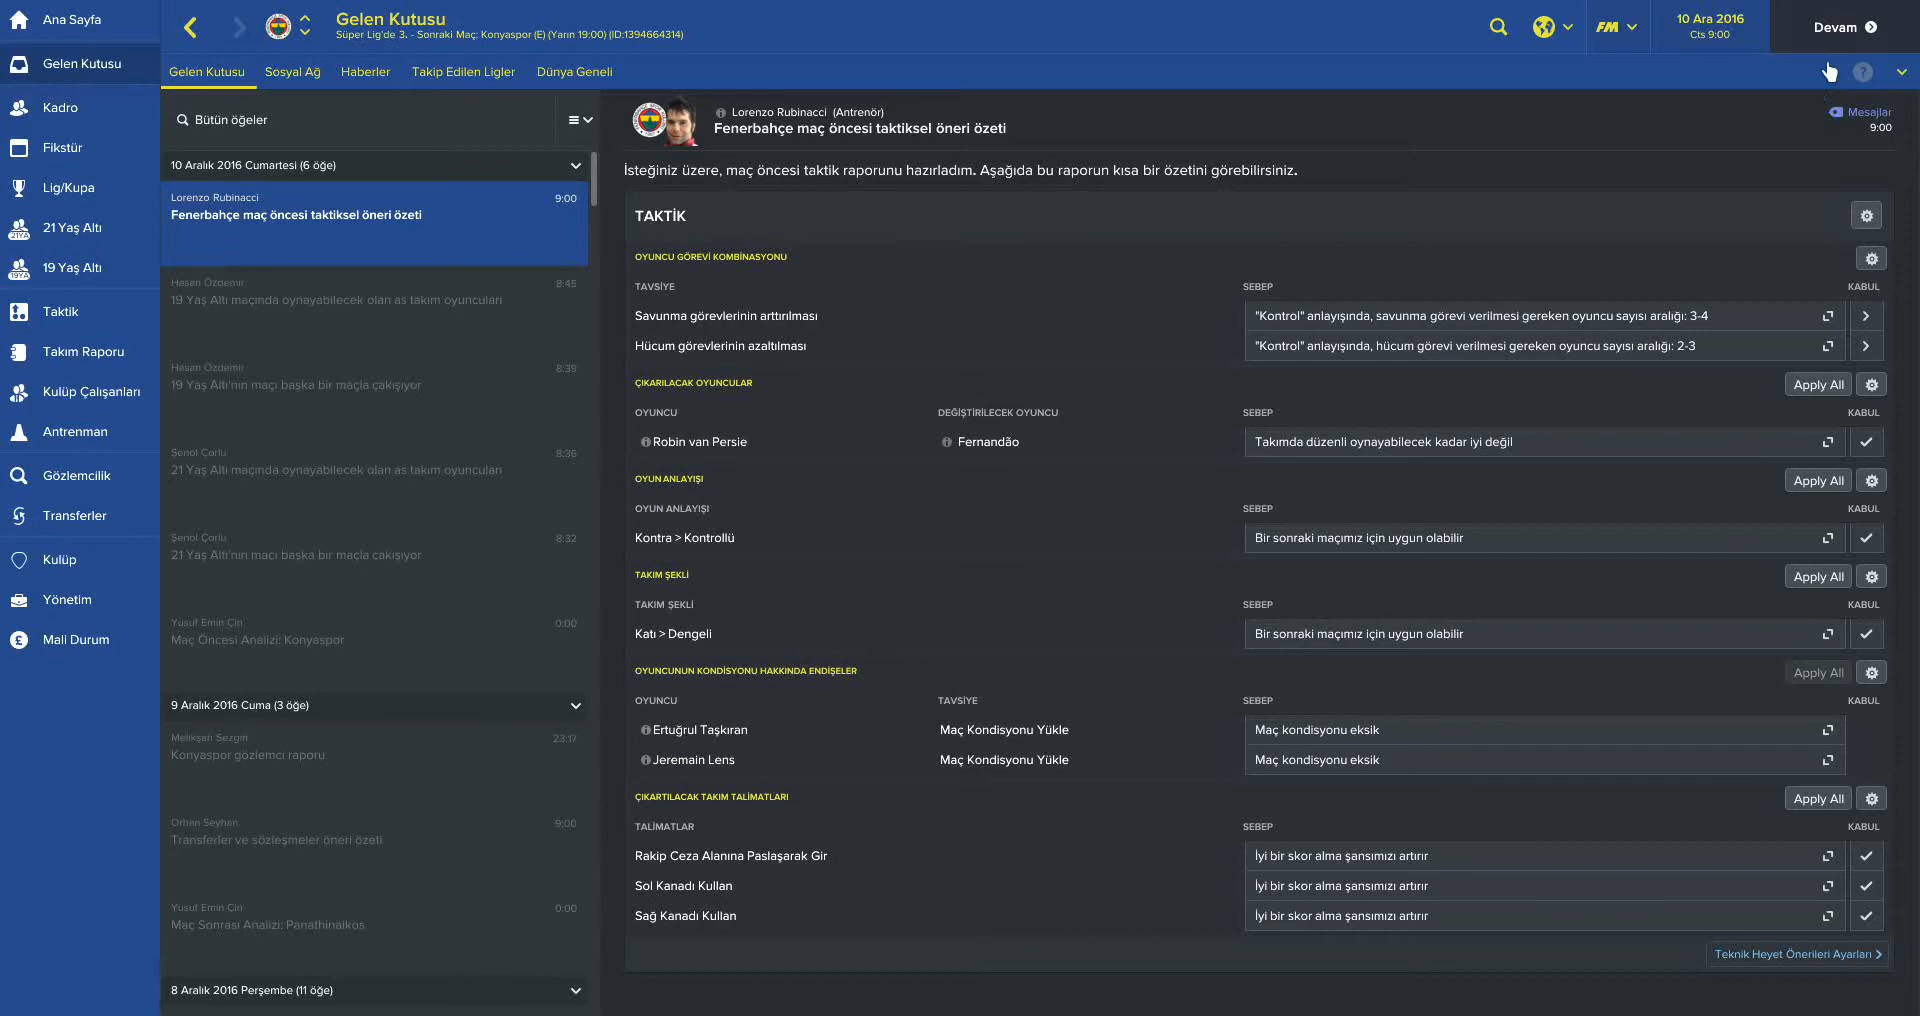 Ana Sayfa
Gelen Kutusu
Kadro
Fikstür
Lig/Kupa
21YA
21 Yaş Altı
19YA
19 Yaş Altı
Taktik
Takım Raporu
Kulüp Çalışanları
Antrenman
Gözlemcilik
Transferler
Kulüp
Yönetim
£
Mali Durum
Gelen Kutusu
Süper Lig'de 3. - Sonraki Maç: Konyaspor (E) (Yarın 19:00) (ID:1394664314)
FM
10 Ara 2016
Cts 9:00
Devam
Gelen Kutusu Sosyal Ağ Haberler Takip Edilen Ligler Dünya Geneli
?
Bütün öğeler
10 Aralık 2016 Cumartesi (6 öğe)
Lorenzo Rubinacci 9:00
Fenerbahçe maç öncesi taktiksel öneri özeti
Hasan Özdemir 8:45
19 Yaş Altı maçında oynayabilecek olan as takım oyuncuları
Hasan Özdemir 8:39
19 Yaş Altı'nın maçı başka bir maçla çakışıyor
Şenol Çorlu 8:36
21 Yaş Altı maçında oynayabilecek olan as takım oyuncuları
Şenol Çorlu 8:32
21 Yaş Altı'nın maçı başka bir maçla çakışıyor
Yusuf Emin Çin 0:00
Maç Öncesi Analizi: Konyaspor
9 Aralık 2016 Cuma (3 öğe)
Melikşan Sezgin 23:17
Konyaspor gözlemci raporu
Orhan Seyhan 9:00
Transferler ve sözleşmeler öneri özeti
Yusuf Emin Çin 0:00
Maç Sonrası Analizi: Panathinaikos
8 Aralık 2016 Perşembe (11 öğe)
Lorenzo Rubinacci (Antrenör)
Fenerbahçe maç öncesi taktiksel öneri özeti
Mesajlar
9:00
İsteğiniz üzere, maç öncesi taktik raporunu hazırladım. Aşağıda bu raporun kısa bir özetini görebilirsiniz.
TAKTİK
OYUNCU GÖREVİ KOMBİNASYONU
TAVSİYE SEBEP KABUL
Savunma görevlerinin arttırılması "Kontrol" anlayışında, savunma görevi verilmesi gereken oyuncu sayısı aralığı: 3-4
Hücum görevlerinin azaltılması "Kontrol" anlayışında, hücum görevi verilmesi gereken oyuncu sayısı aralığı: 2-3
ÇIKARILACAK OYUNCULAR Apply All
OYUNCU DEĞİŞTİRİLECEK OYUNCU SEBEP KABUL
Robin van Persie Fernandão Takımda düzenli oynayabilecek kadar iyi değil
OYUN ANLAYIŞI Apply All
OYUN ANLAYIŞI SEBEP KABUL
Kontra > Kontrollü Bir sonraki maçımız için uygun olabilir
TAKIM ŞEKLİ Apply All
TAKIM ŞEKLİ SEBEP KABUL
Katı > Dengeli Bir sonraki maçımız için uygun olabilir
OYUNCUNUN KONDİSYONU HAKKINDA ENDİŞELER Apply All
OYUNCU TAVSİYE SEBEP KABUL
Ertuğrul Taşkıran Maç Kondisyonu Yükle Maç kondisyonu eksik
Jeremain Lens Maç Kondisyonu Yükle Maç kondisyonu eksik
ÇIKARTILACAK TAKIM TALİMATLARI Apply All
TALİMATLAR SEBEP KABUL
Rakip Ceza Alanına Paslaşarak Gir İyi bir skor alma şansımızı artırır
Sol Kanadı Kullan İyi bir skor alma şansımızı artırır
Sağ Kanadı Kullan İyi bir skor alma şansımızı artırır
Teknik Heyet Önerileri Ayarları